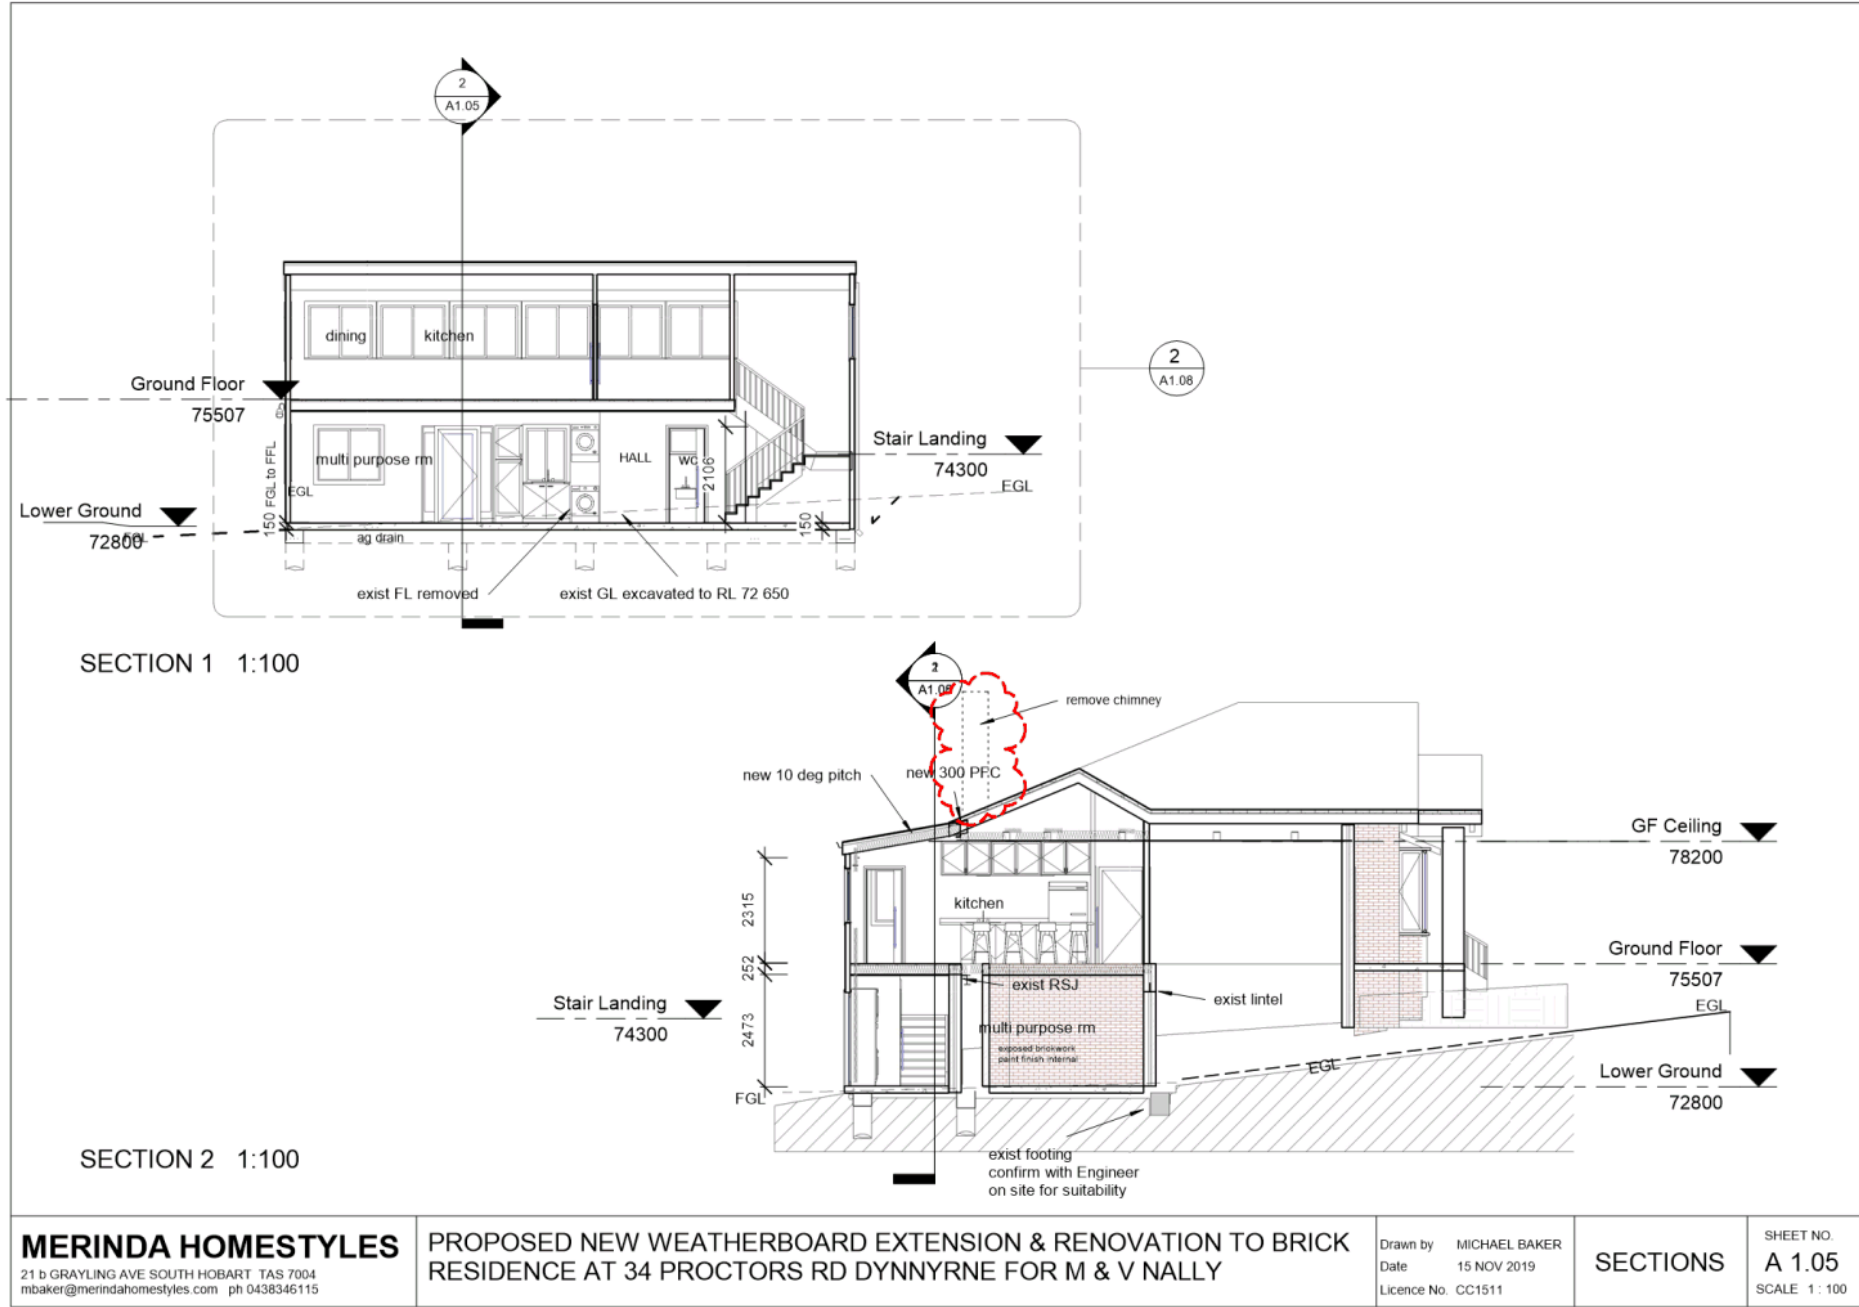 2
A1.05
dining
kitchen
Ground Floor
75507
2
A1.08
Stair Landing
74300
multi purpose rm
HALL
WC
2106
EGL
EGL
150 FGL to FFL
Lower Ground
72800
150
ag drain
exist FL removed
exist GL excavated to RL 72 650
SECTION 1 1:100
A1.05
remove chimney
new 10 deg pitch
new 300 PFC
GF Ceiling
78200
2315
kitchen
Ground Floor
75507
252
exist RSJ
exist lintel
EGL
Stair Landing
74300
2473
multi purpose rm
exposed brickwork
paint finish internal
EGL
Lower Ground
72800
FGL
exist footing
confirm with Engineer
on site for suitability
SECTION 2 1:100
MERINDA HOMESTYLES
21 b GRAYLING AVE SOUTH HOBART TAS 7004
mbaker@merindahomestyles.com ph 0438346115
PROPOSED NEW WEATHERBOARD EXTENSION & RENOVATION TO BRICK
RESIDENCE AT 34 PROCTORS RD DYNNYRNE FOR M & V NALLY
Drawn by MICHAEL BAKER
Date 15 NOV 2019
Licence No. CC1511
SECTIONS
SHEET NO.
A 1.05
SCALE 1 : 100